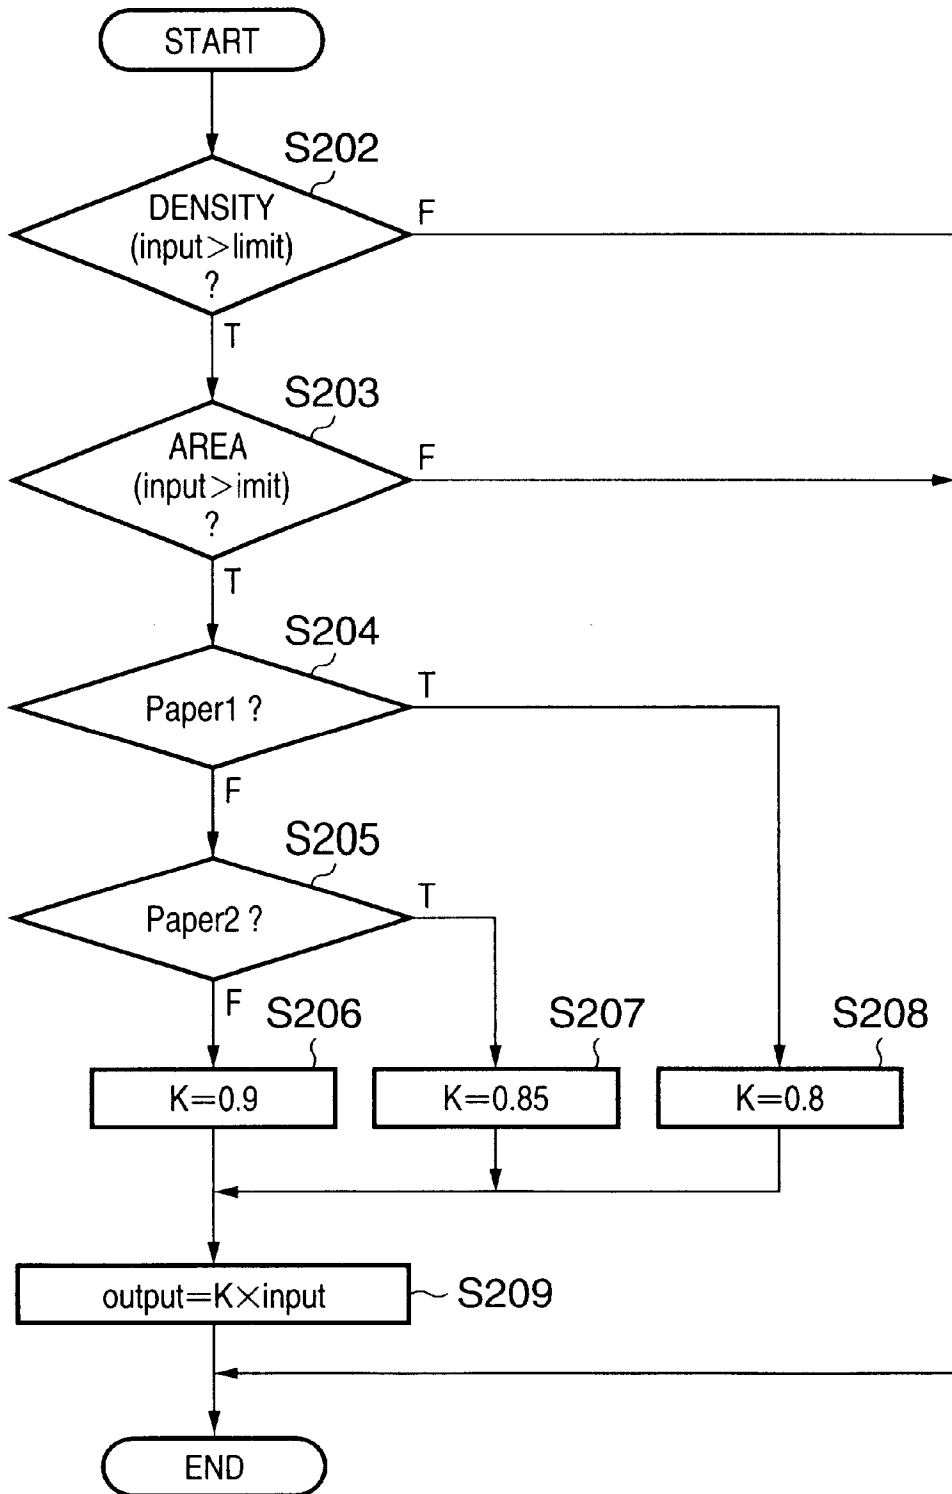 START
S202
DENSITY
(input>limit)
?
F
T
S203
AREA
(input>imit)
?
F
T
S204
Paper1 ?
T
F
S205
Paper2 ?
T
F
S206
S207
S208
K=0.9
K=0.85
K=0.8
output=K×input
S209
END